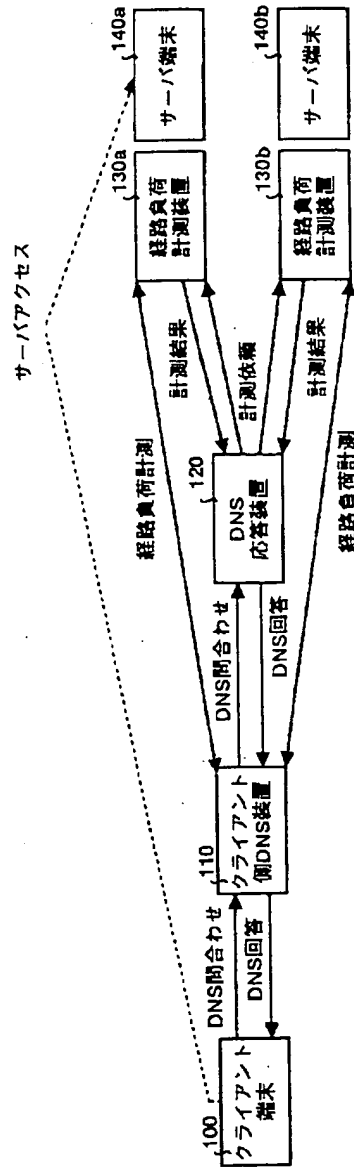 サーバアクセス
140a
サーバ端末
140b
サーバ端末
130a
経路負荷
計測装置
130b
経路負荷
計測装置
計測結果
計測依頼
計測結果
経路負荷計測
経路負荷計測
120
DNS
応答装置
DNS問合わせ
DNS回答
110
クライアント
側DNS装置
DNS問合わせ
DNS回答
100
クライアント
端末